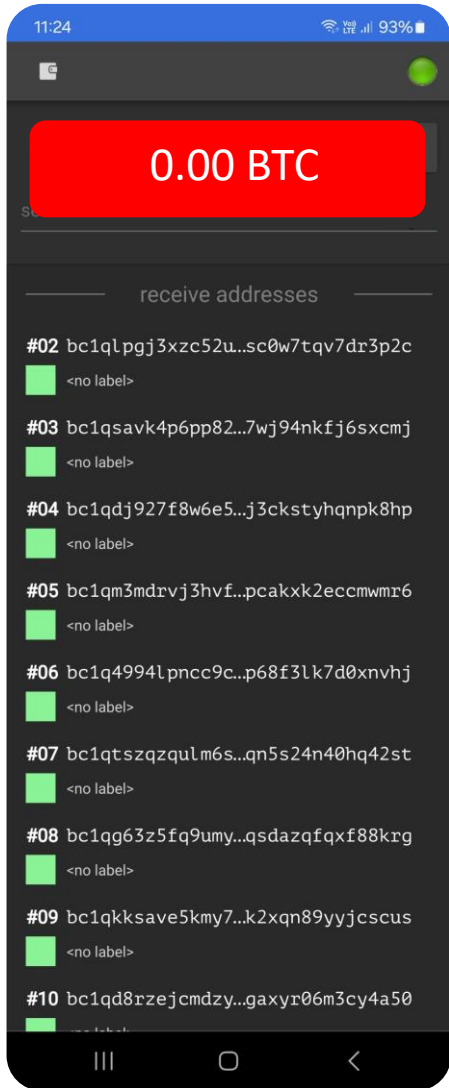 11:24 Vo) LTE 93%
0.00 BTC
receive addresses
#02 bc1qlpgj3xzc52u…sc0w7tqv7dr3p2c
<no label>
#03 bc1qsavk4p6pp82…7wj94nkfj6sxcmj
<no label>
#04 bc1qdj927f8w6e5…j3ckstyhqnpk8hp
<no label>
#05 bc1qm3mdrvj3hvf…pcakxk2eccmwmr6
<no label>
#06 bc1q4994lpncc9c…p68f3lk7d0xnvhj
<no label>
#07 bc1qtszqzqulm6s…qn5s24n40hq42st
<no label>
#08 bc1qg63z5fq9umy…qsdazqfqxf88krg
<no label>
#09 bc1qkksave5kmy7…k2xqn89yyjcscus
<no label>
#10 bc1qd8rzejcmdzy…gaxyr06m3cy4a50